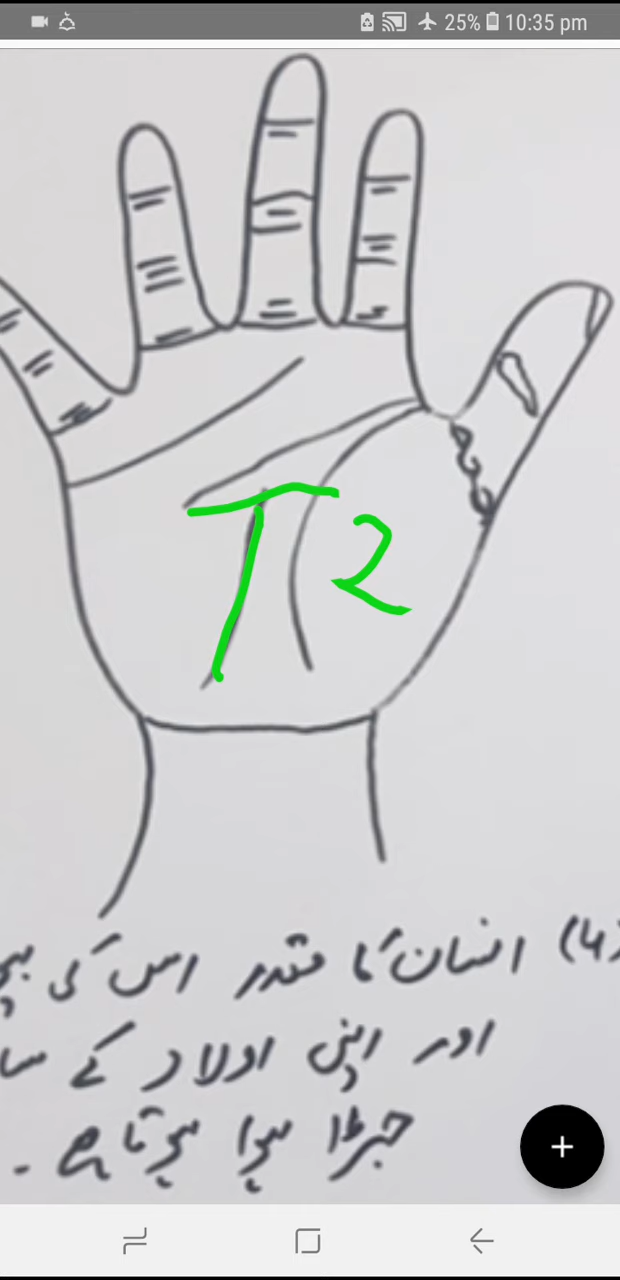 25% 10:35 pm
T2
(4) انسان کا مقدر اس کی
اور اپنی اولاد کے
جڑا ہوا ہوتا ہے ۔